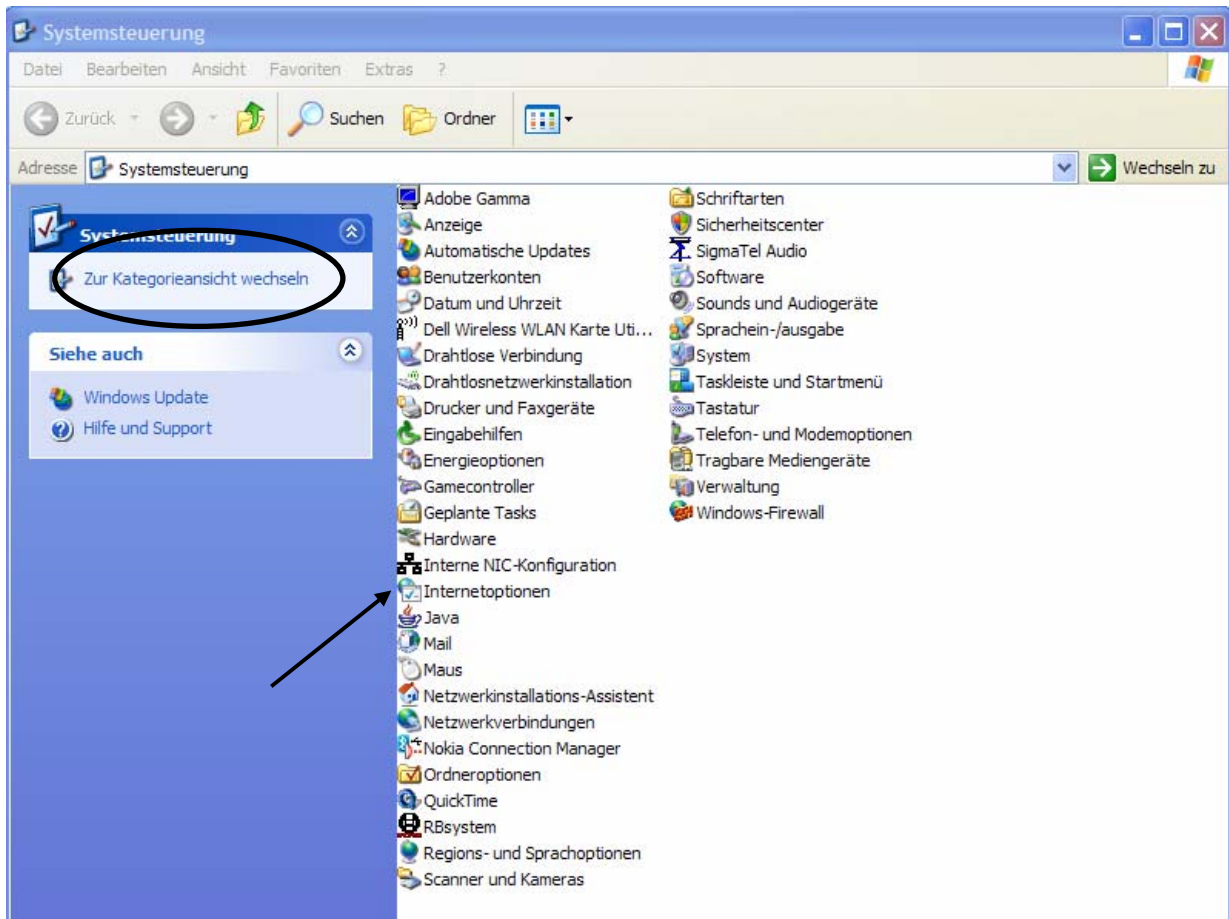 Systemsteuerung
Datei Bearbeiten Ansicht Favoriten Extras ?
Zurück Suchen Ordner
Adresse Systemsteuerung Wechseln zu
Systemsteuerung
Zur Kategorieansicht wechseln
Siehe auch
Windows Update
Hilfe und Support
Adobe Gamma
Anzeige
Automatische Updates
Benutzerkonten
Datum und Uhrzeit
Dell Wireless WLAN Karte Uti...
Drahtlose Verbindung
Drahtlosnetzwerkinstallation
Drucker und Faxgeräte
Eingabehilfen
Energieoptionen
Gamecontroller
Geplante Tasks
Hardware
Interne NIC-Konfiguration
Internetoptionen
Java
Mail
Maus
Netzwerkinstallations-Assistent
Netzwerkverbindungen
Nokia Connection Manager
Ordneroptionen
QuickTime
RBsystem
Regions- und Sprachoptionen
Scanner und Kameras
Schriftarten
Sicherheitscenter
SigmaTel Audio
Software
Sounds und Audiogeräte
Sprachein-/ausgabe
System
Taskleiste und Startmenü
Tastatur
Telefon- und Modemoptionen
Tragbare Mediengeräte
Verwaltung
Windows-Firewall